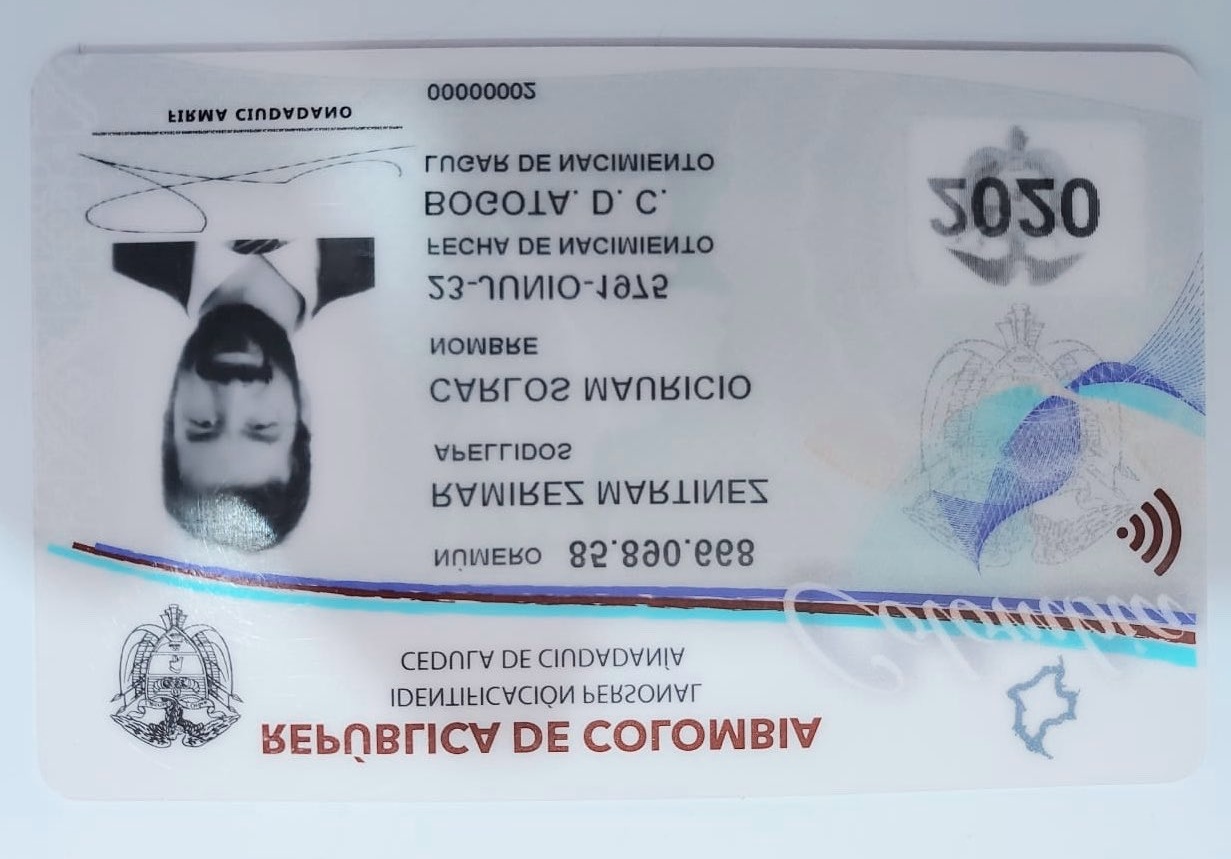 REPÚBLICA DE COLOMBIA
IDENTIFICACIÓN PERSONAL
CEDULA DE CIUDADANÍA
Colombia
NÚMERO 85.890.668
RAMIREZ MARTINEZ
APELLIDOS
CARLOS MAURICIO
NOMBRE
23-JUNIO-1975
FECHA DE NACIMIENTO
BOGOTA. D. C.
LUGAR DE NACIMIENTO
2020
FIRMA CIUDADANO
00000002